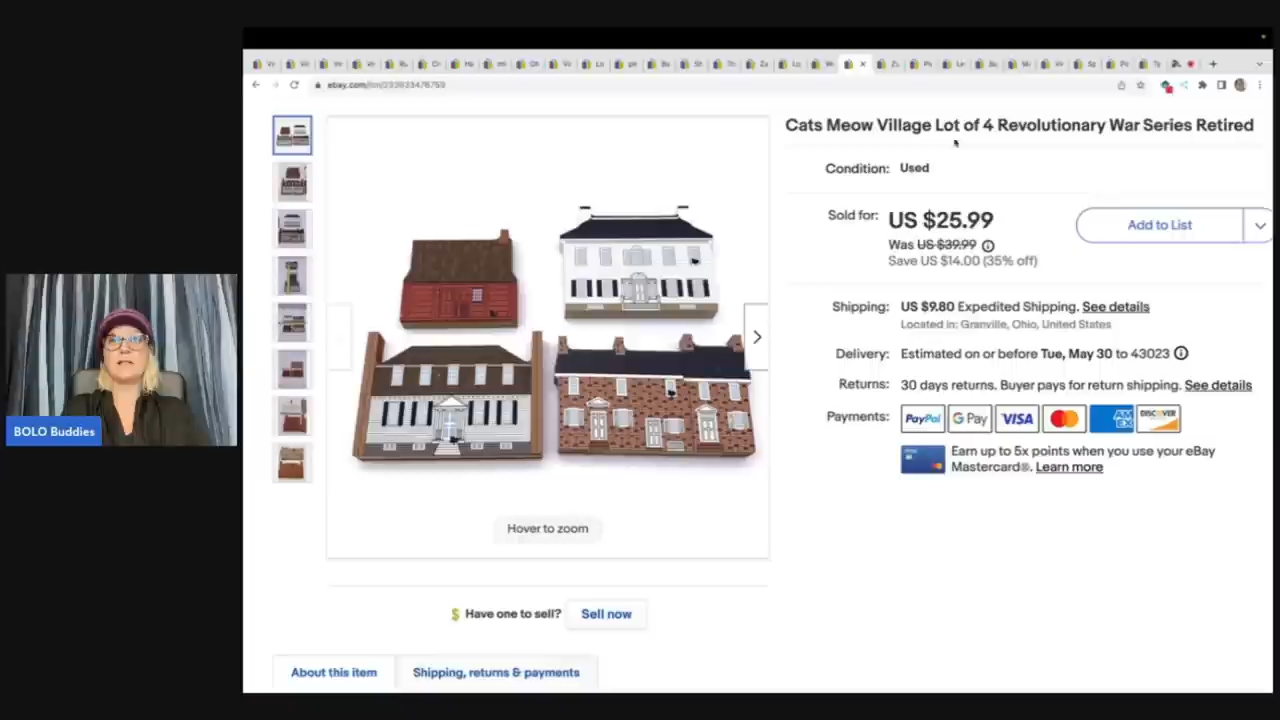 ebay.com/itm/
Cats Meow Village Lot of 4 Revolutionary War Series Retired
Condition: Used
Sold for: US $25.99
Add to List
Was US $39.99
Save US $14.00 (35% off)
Shipping: US $9.80 Expedited Shipping. See details
Located in: Granville, Ohio, United States
Delivery: Estimated on or before Tue, May 30 to 43023
Returns: 30 days returns. Buyer pays for return shipping. See details
Payments: PayPal G Pay VISA AM EX DISCOVER
Earn up to 5x points when you use your eBay
Mastercard®. Learn more
BOLO Buddies
Hover to zoom
$ Have one to sell? Sell now
About this item Shipping, returns & payments